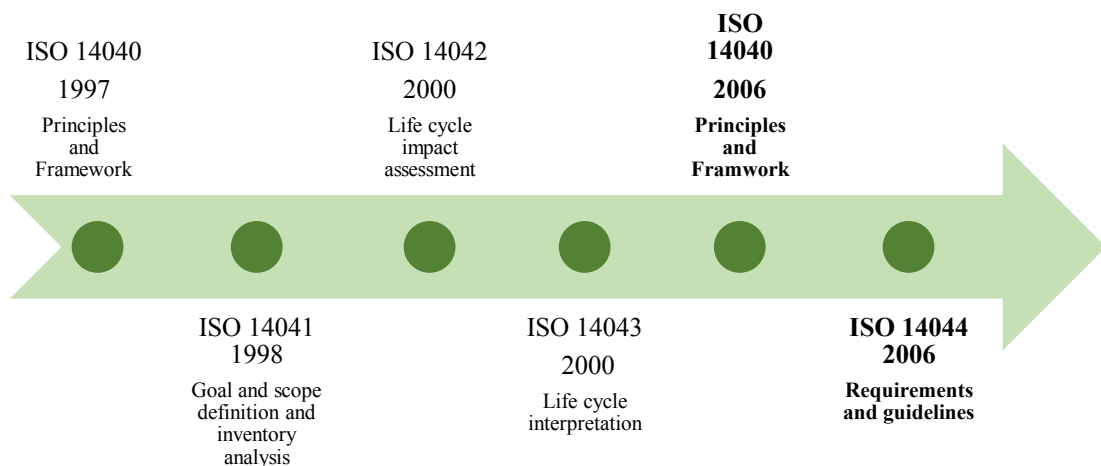 ISO 14040
1997
Principles
and
Framework
ISO 14041
1998
Goal and scope
definition and
inventory
analysis
ISO 14042
2000
Life cycle
impact
assessment
ISO 14043
2000
Life cycle
interpretation
ISO
14040
2006
Principles
and
Framwork
ISO 14044
2006
Requirements
and guidelines